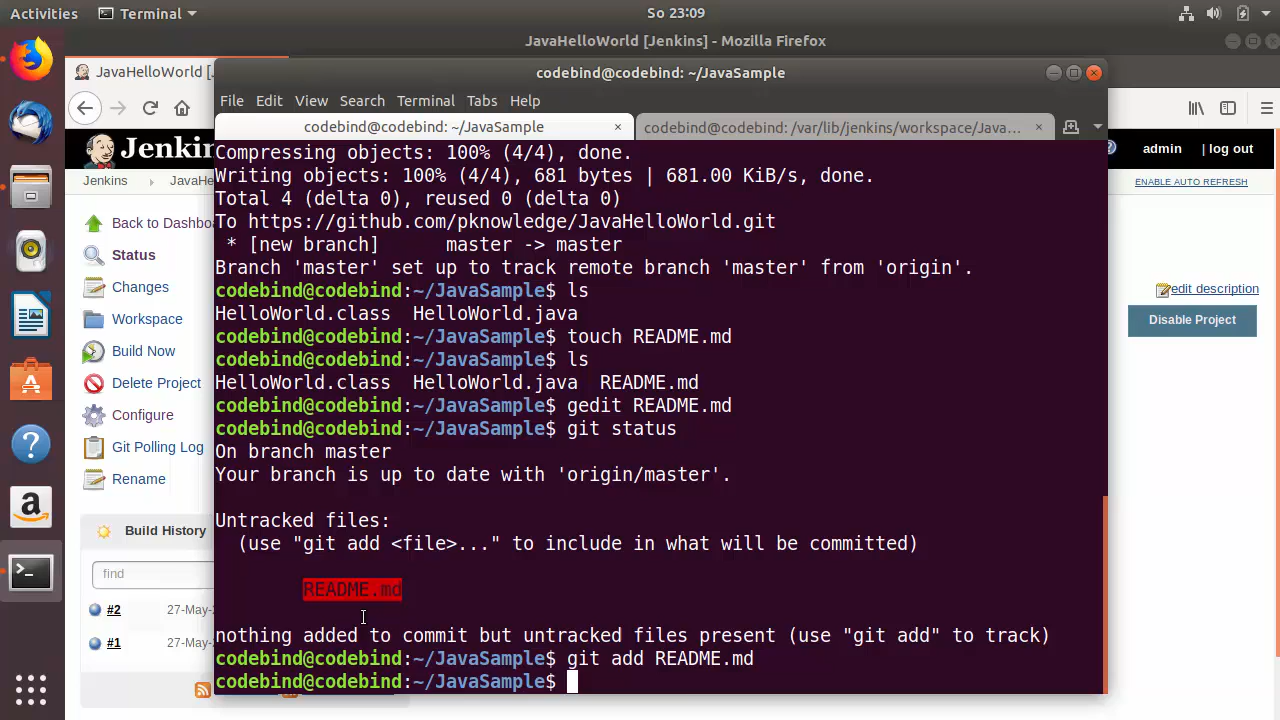 Activities
Terminal
So 23:09
JavaHelloWorld [Jenkins] - Mozilla Firefox
JavaHelloWorld [J
codebind@codebind: ~/JavaSample
File Edit View Search Terminal Tabs Help
codebind@codebind: ~/JavaSample ×
codebind@codebind: /var/lib/jenkins/workspace/Java... ×
Jenkins
admin
| log out
Jenkins
JavaHe
ENABLE AUTO REFRESH
Back to Dashbo
Status
Changes
Workspace
Build Now
Delete Project
Configure
Git Polling Log
Rename
Build History
find
#2
27-May-2
#1
27-May-2
edit description
Disable Project
Compressing objects: 100% (4/4), done.
Writing objects: 100% (4/4), 681 bytes | 681.00 KiB/s, done.
Total 4 (delta 0), reused 0 (delta 0)
To https://github.com/pknowledge/JavaHelloWorld.git
 * [new branch]      master -> master
Branch 'master' set up to track remote branch 'master' from 'origin'.
codebind@codebind:~/JavaSample$ ls
HelloWorld.class  HelloWorld.java
codebind@codebind:~/JavaSample$ touch README.md
codebind@codebind:~/JavaSample$ ls
HelloWorld.class  HelloWorld.java  README.md
codebind@codebind:~/JavaSample$ gedit README.md
codebind@codebind:~/JavaSample$ git status
On branch master
Your branch is up to date with 'origin/master'.
Untracked files:
  (use "git add <file>..." to include in what will be committed)
README.md
nothing added to commit but untracked files present (use "git add" to track)
codebind@codebind:~/JavaSample$ git add README.md
codebind@codebind:~/JavaSample$